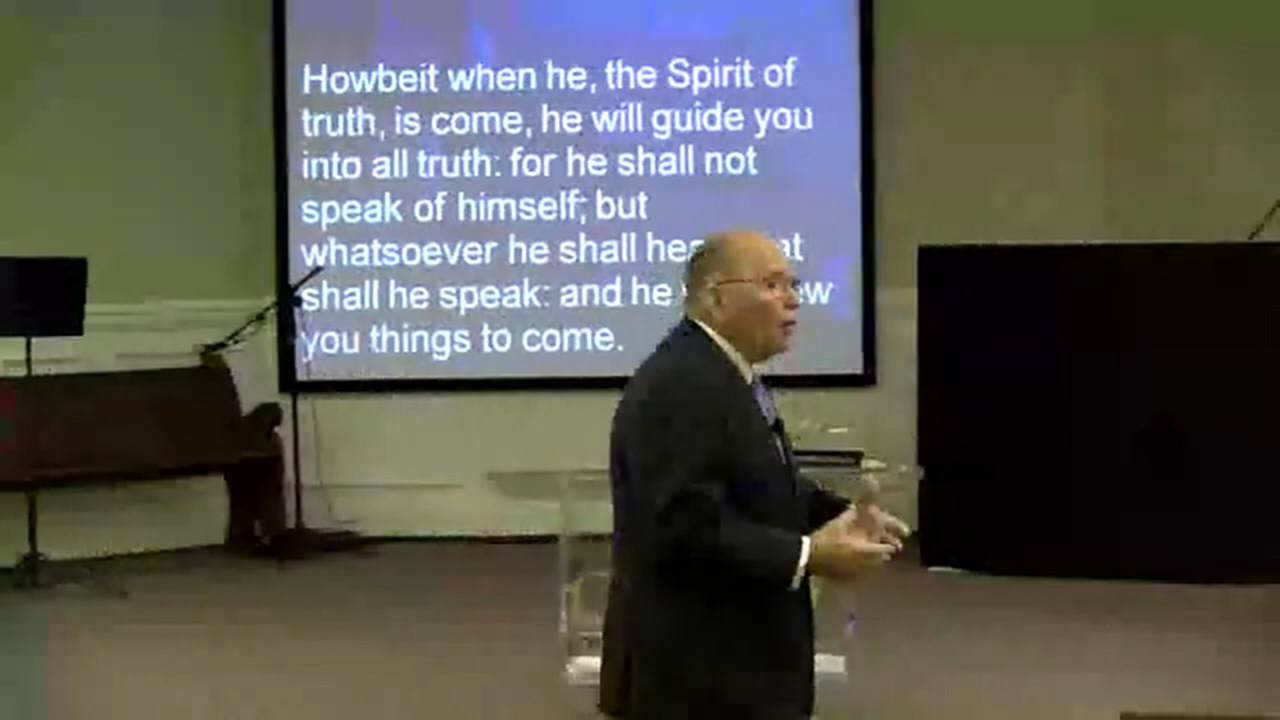 Howbeit when he, the Spirit of
truth, is come, he will guide you
into all truth: for he shall not
speak of himself; but
whatsoever he shall
shall he speak: and he
you things to come.